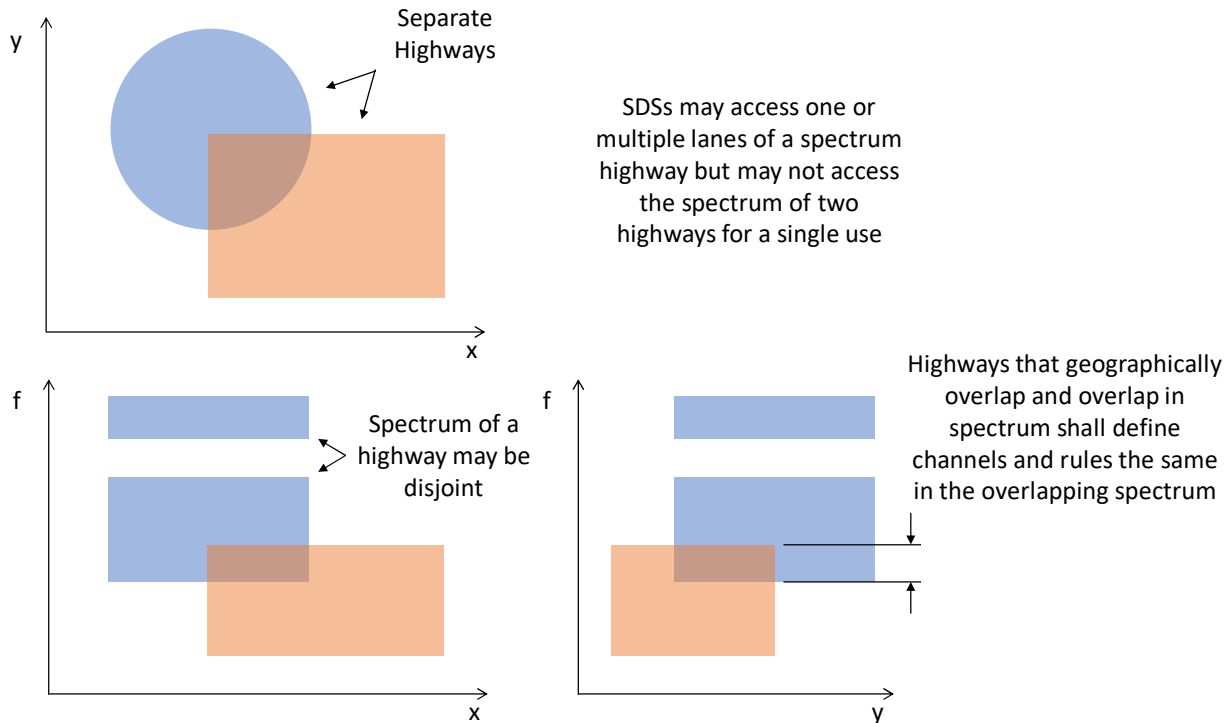 y
Separate
Highways
x
SDSs may access one or
multiple lanes of a spectrum
highway but may not access
the spectrum of two
highways for a single use
f
Spectrum of a
highway may be
disjoint
x
f
Highways that geographically
overlap and overlap in
spectrum shall define
channels and rules the same
in the overlapping spectrum
y